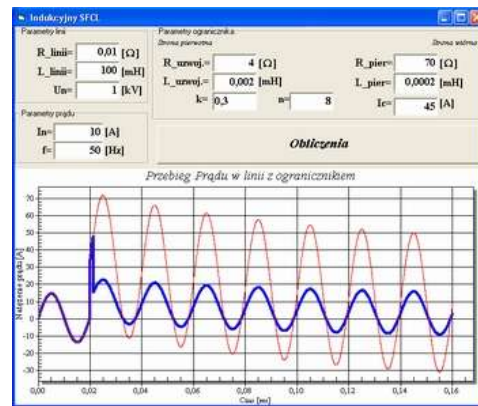 Indukcyjny SFCL
Parametry linii
R_linii= 0,01 [Ω]
L_linii= 100 [mH]
Un= 1 [kV]
Parametry prądu
In= 10 [A]
f= 50 [Hz]
Parametry ogranicznika
Strona pierwotna
Strona wtórna
R_uzwoj.= 4 [Ω]
L_uzwoj.= 0,002 [mH]
k= 0,3 n= 8
R_pier= 70 [Ω]
L_pier= 0,0002 [mH]
Ic= 45 [A]
Obliczenia
Przebieg Prądu w linii z ogranicznikiem
Natężenie prądu [A]
70
60
50
40
30
20
10
0
-10
-20
-30
0,00 0,02 0,04 0,06 0,08 0,10 0,12 0,14 0,16
Czas [ms]